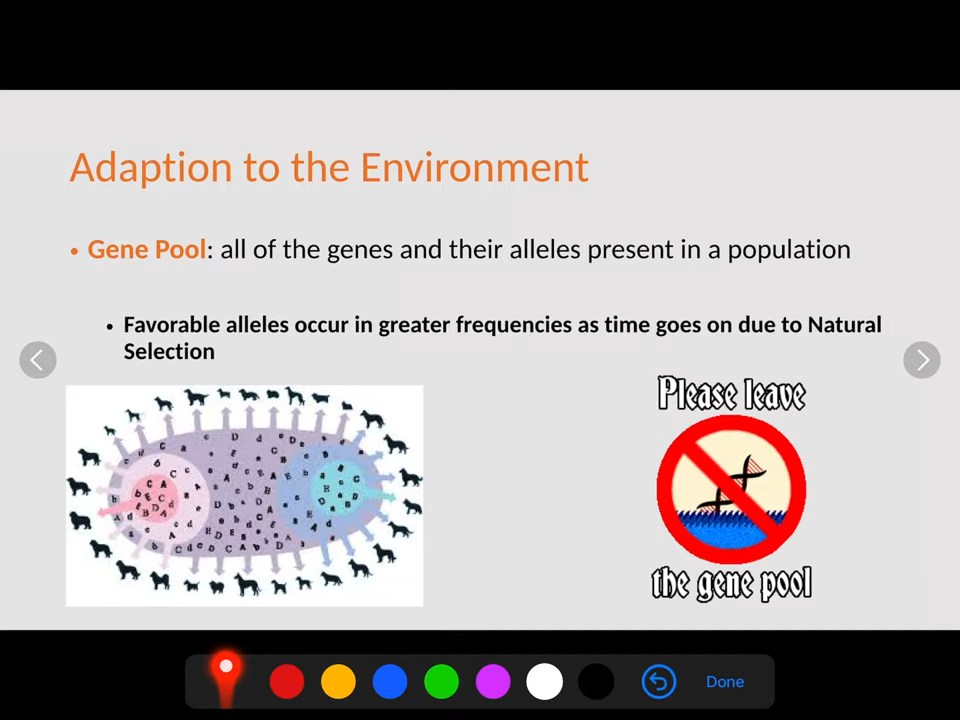 Adaption to the Environment
• Gene Pool: all of the genes and their alleles present in a population
• Favorable alleles occur in greater frequencies as time goes on due to Natural
Selection
Please leave
the gene pool
Done